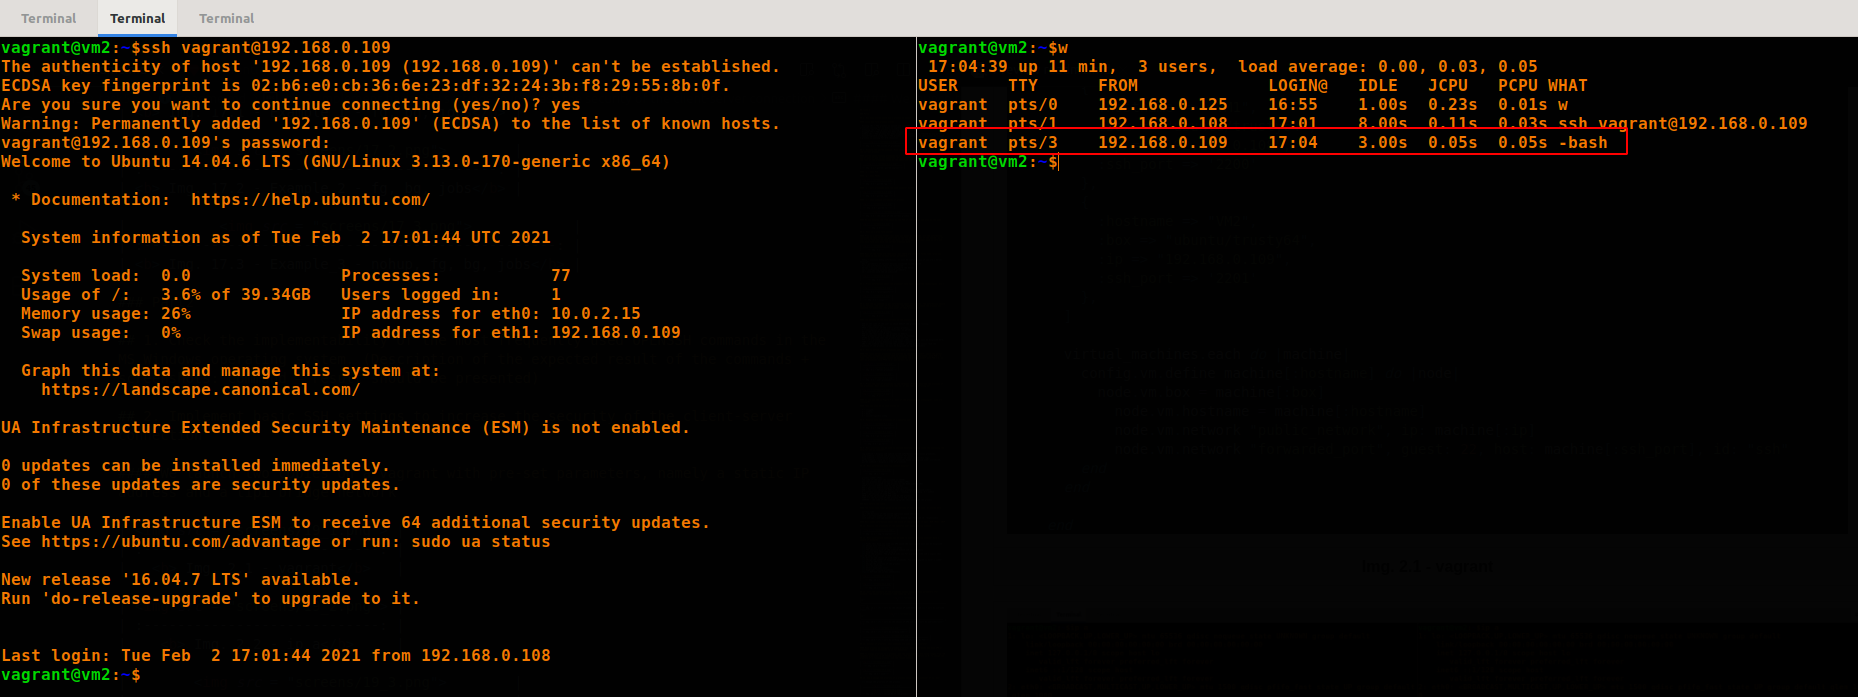 Terminal Terminal Terminal
vagrant@vm2:~$ssh vagrant@192.168.0.109
The authenticity of host '192.168.0.109 (192.168.0.109)' can't be established.
ECDSA key fingerprint is 02:b6:e0:cb:36:6e:23:df:32:24:3b:f8:29:55:8b:0f.
Are you sure you want to continue connecting (yes/no)? yes
Warning: Permanently added '192.168.0.109' (ECDSA) to the list of known hosts.
vagrant@192.168.0.109's password:
Welcome to Ubuntu 14.04.6 LTS (GNU/Linux 3.13.0-170-generic x86_64)
* Documentation:  https://help.ubuntu.com/
System information as of Tue Feb  2 17:01:44 UTC 2021
System load:  0.0               Processes:           77
Usage of /:   3.6% of 39.34GB   Users logged in:     1
Memory usage: 26%               IP address for eth0: 10.0.2.15
Swap usage:   0%                IP address for eth1: 192.168.0.109
Graph this data and manage this system at:
https://landscape.canonical.com/
UA Infrastructure Extended Security Maintenance (ESM) is not enabled.
0 updates can be installed immediately.
0 of these updates are security updates.
Enable UA Infrastructure ESM to receive 64 additional security updates.
See https://ubuntu.com/advantage or run: sudo ua status
New release '16.04.7 LTS' available.
Run 'do-release-upgrade' to upgrade to it.
Last login: Tue Feb  2 17:01:44 2021 from 192.168.0.108
vagrant@vm2:~$
vagrant@vm2:~$w
17:04:39 up 11 min,  3 users,  load average: 0.00, 0.03, 0.05
USER     TTY      FROM             LOGIN@   IDLE   JCPU   PCPU WHAT
vagrant  pts/0    192.168.0.125    16:55    1.00s  0.23s  0.01s w
vagrant  pts/1    192.168.0.108    17:01    8.00s  0.11s  0.03s ssh vagrant@192.168.0.109
vagrant  pts/3    192.168.0.109    17:04    3.00s  0.05s  0.05s -bash
vagrant@vm2:~$